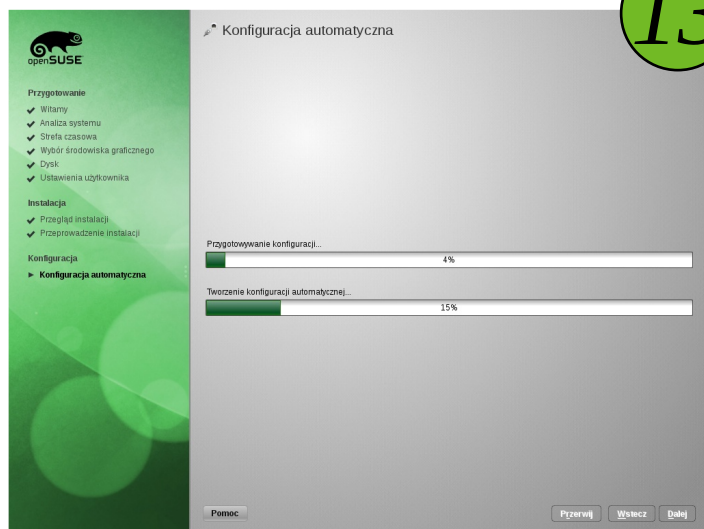 13
Konfiguracja automatyczna
openSUSE
Przygotowanie
Witamy
Analiza systemu
Strefa czasowa
Wybór środowiska graficznego
Dysk
Ustawienia użytkownika
Instalacja
Przegląd instalacji
Przeprowadzenie instalacji
Konfiguracja
Konfiguracja automatyczna
Przygotowywanie konfiguracji...
4%
Tworzenie konfiguracji automatycznej...
15%
Pomoc
Przerwij
Wstecz
Dalej